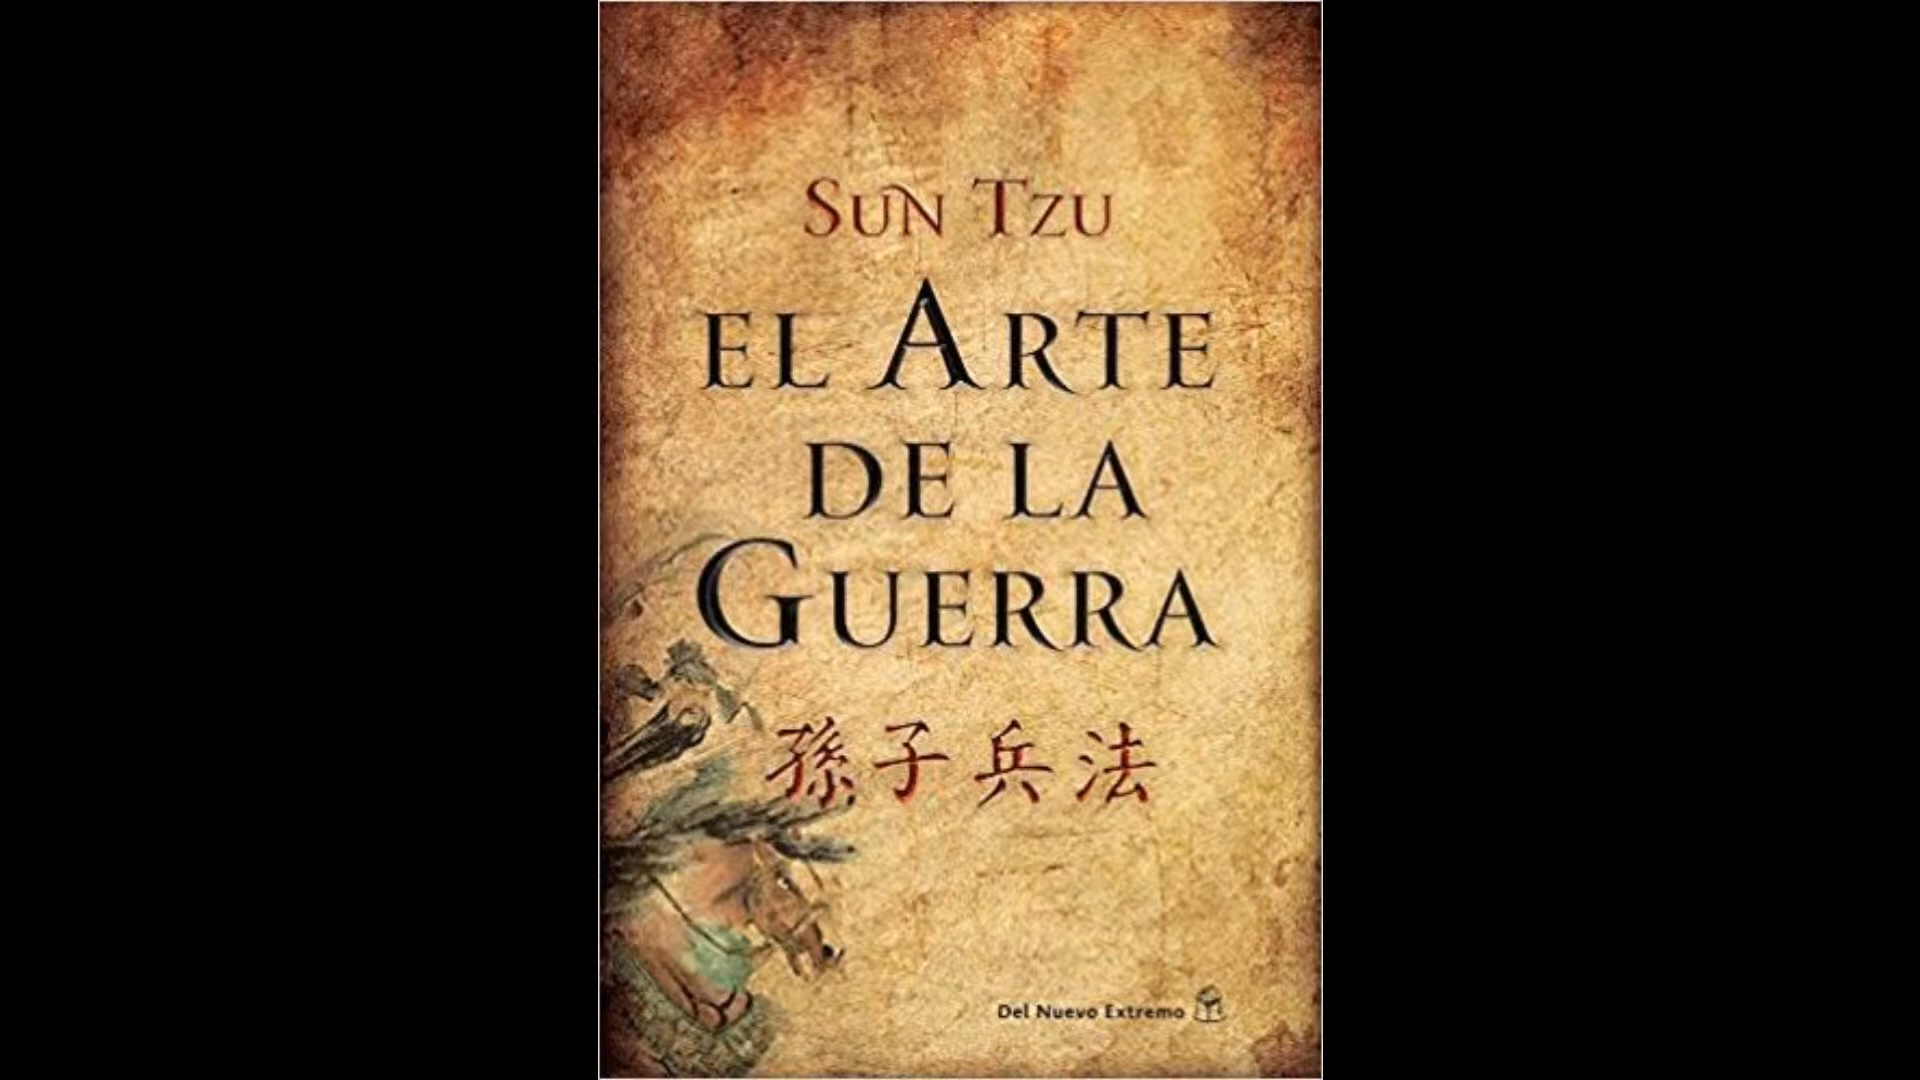 SUN TZU
EL ARTE
DE LA
GUERRA
孫子兵法
Del Nuevo Extremo